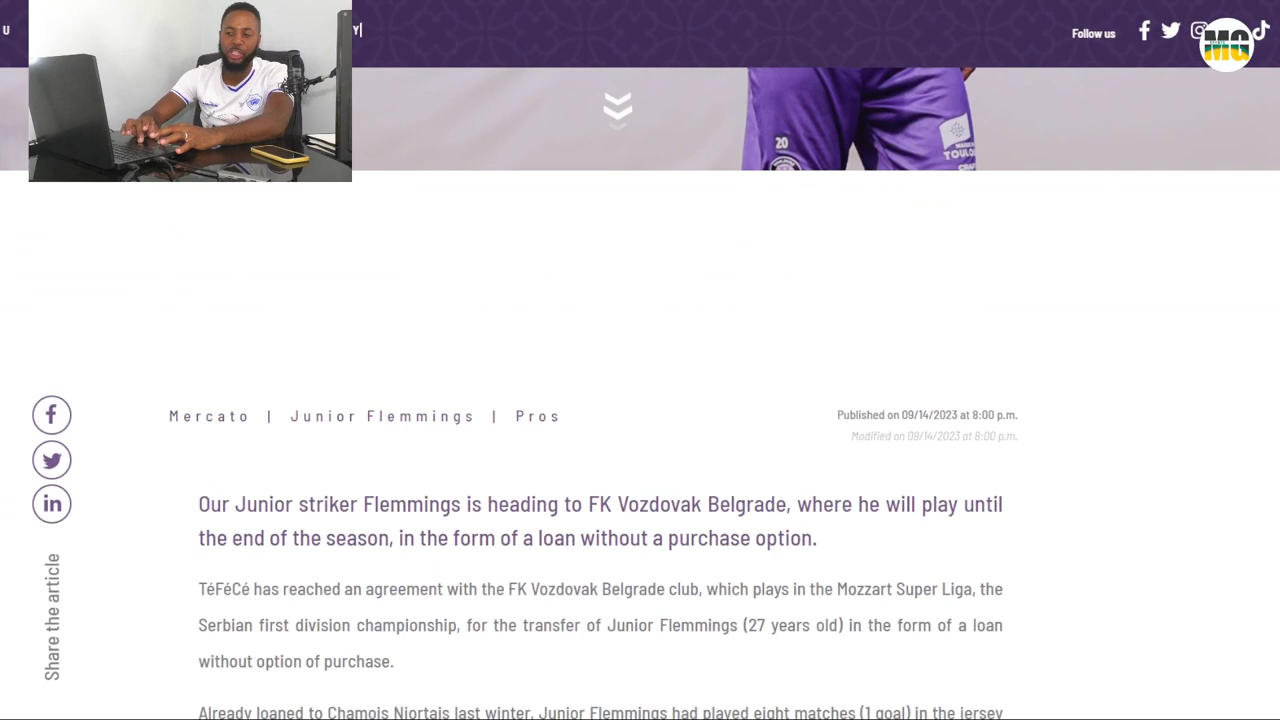 U
Y|
Follow us
MG
20
TOULOU
Mercato | Junior Flemmings | Pros
Published on 09/14/2023 at 8:00 p.m.
Modified on 09/14/2023 at 8:00 p.m.
Our Junior striker Flemmings is heading to FK Vozdovak Belgrade, where he will play until
the end of the season, in the form of a loan without a purchase option.
TéFéCé has reached an agreement with the FK Vozdovak Belgrade club, which plays in the Mozzart Super Liga, the
Serbian first division championship, for the transfer of Junior Flemmings (27 years old) in the form of a loan
without option of purchase.
Already loaned to Chamois Niortais last winter, Junior Flemmings had played eight matches (1 goal) in the jersey
Share the article